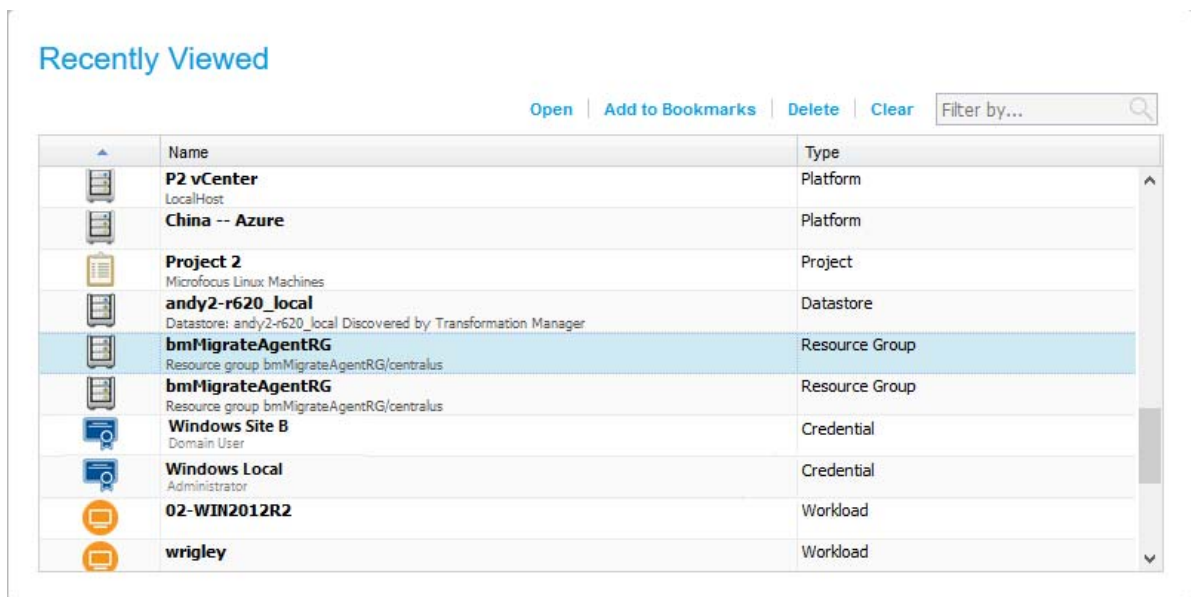 Recently Viewed
Open Add to Bookmarks Delete Clear Filter by...
Name Type
P2 vCenter Platform
LocalHost
China -- Azure Platform
Project 2 Project
Microfocus Linux Machines
andy2-r620_local Datastore
Datastore: andy2-r620_local Discovered by Transformation Manager
bmMigrateAgentRG Resource Group
Resource group bmMigrateAgentRG/centralus
bmMigrateAgentRG Resource Group
Resource group bmMigrateAgentRG/centralus
Windows Site B Credential
Domain User
Windows Local Credential
Administrator
02-WIN2012R2 Workload
wrigley Workload